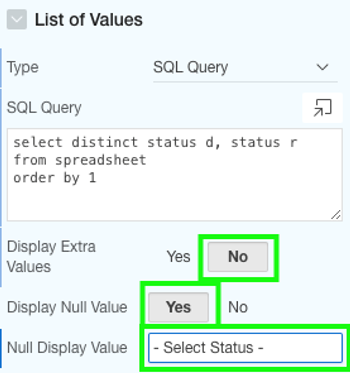 List of Values
Type SQL Query
SQL Query
select distinct status d, status r
from spreadsheet
order by 1
Display Extra
Values Yes No
Display Null Value Yes No
Null Display Value - Select Status -